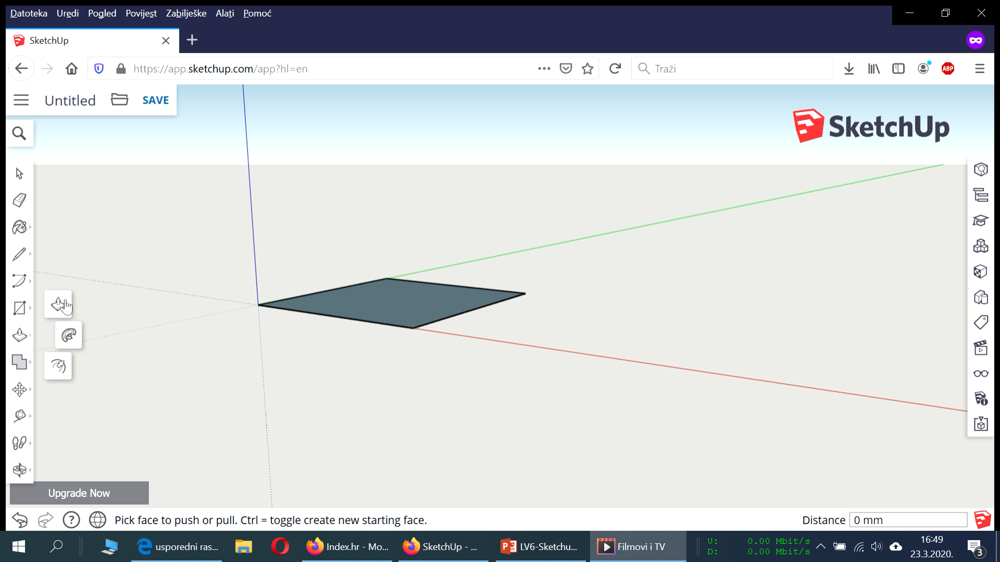 Datoteka Uredi Pogled Povijest Zabilješke Alati Pomoć
SketchUp
https://app.sketchup.com/app?hl=en
Traži
ABP
Untitled SAVE
SketchUp
Upgrade Now
Pick face to push or pull. Ctrl = toggle create new starting face.
Distance 0 mm
usporedni ras...
Index.hr - Mo...
SketchUp - ...
LV6-Sketchu...
Filmovi i TV
U: 0.00 Mbit/s
D: 0.00 Mbit/s
16:49
23.3.2020.
3